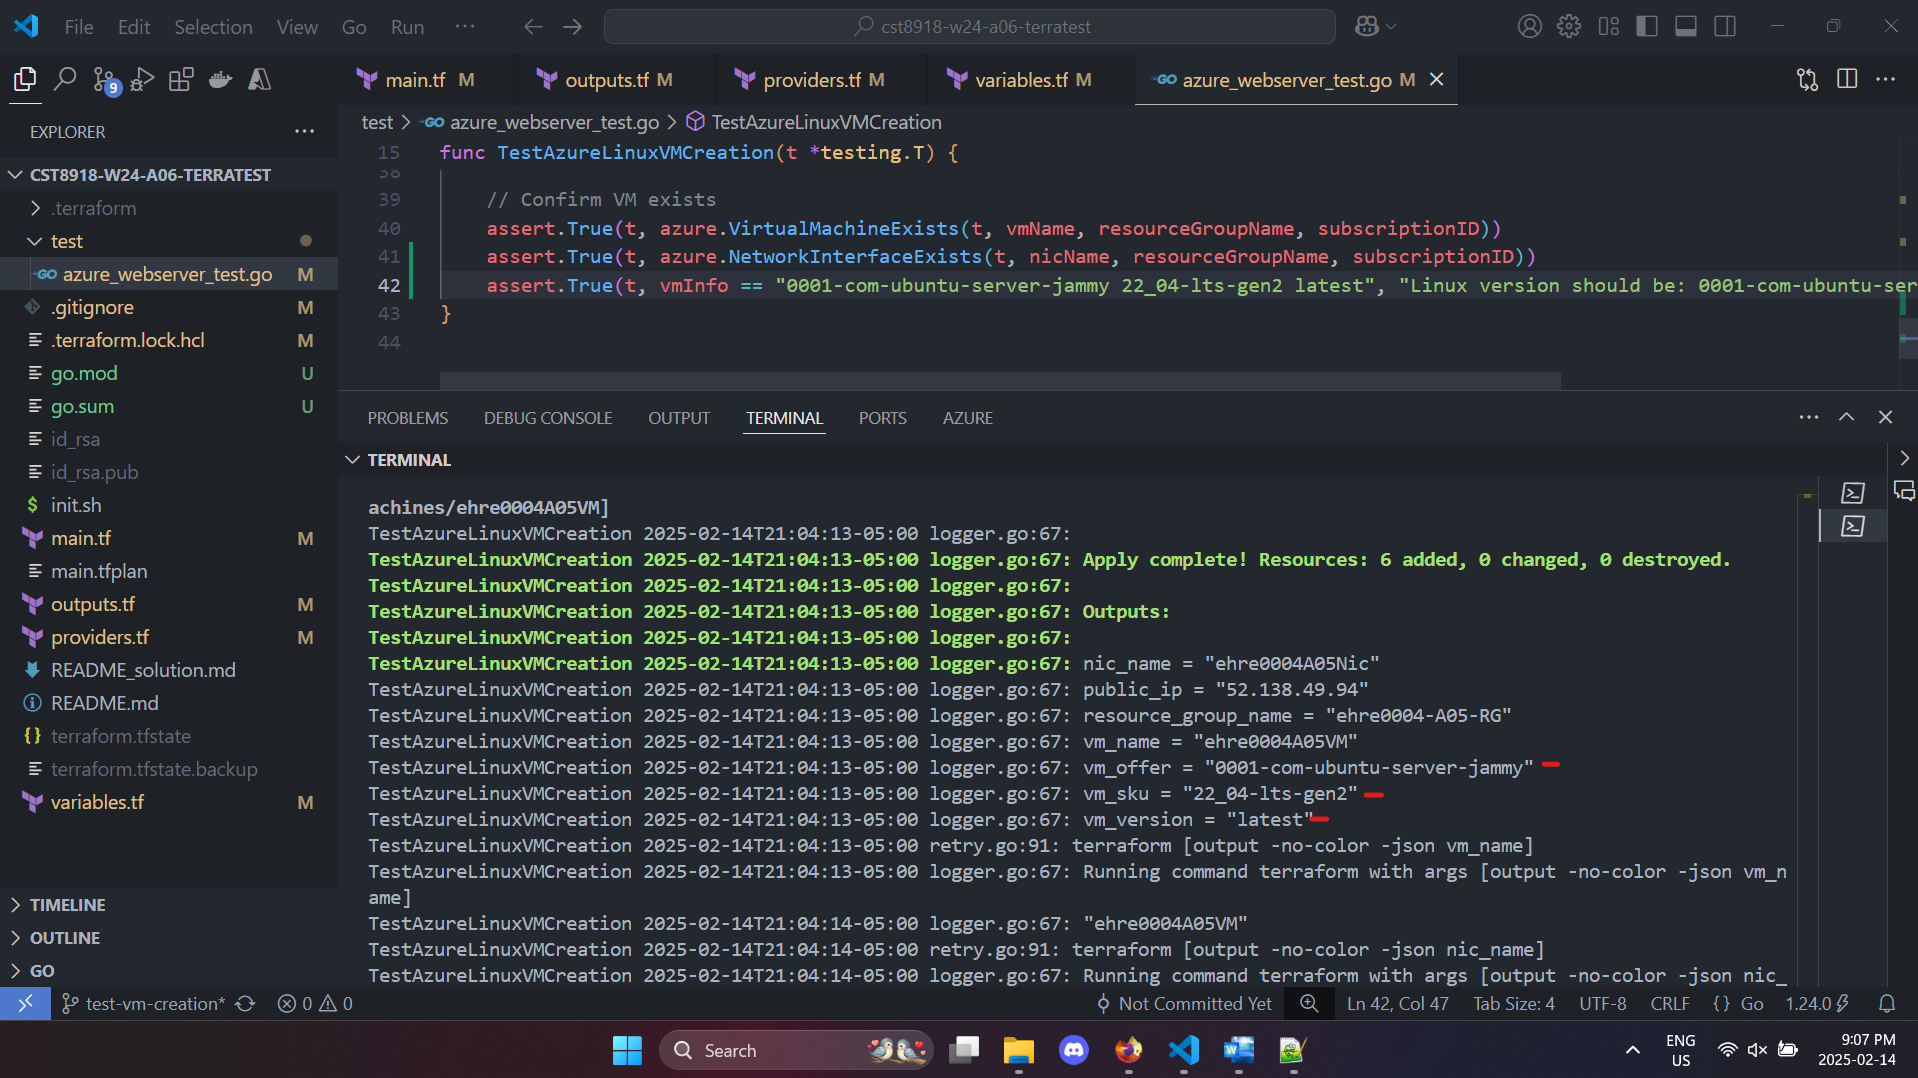 File Edit Selection View Go Run ···
cst8918-w24-a06-terratest
9
main.tf M
outputs.tf M
providers.tf M
variables.tf M
azure_webserver_test.go M
EXPLORER
test > azure_webserver_test.go > TestAzureLinuxVMCreation
CST8918-W24-A06-TERRATEST
.terraform
test
azure_webserver_test.go M
.gitignore M
.terraform.lock.hcl M
go.mod U
go.sum U
id_rsa
id_rsa.pub
init.sh
main.tf M
main.tfplan
outputs.tf M
providers.tf M
README_solution.md
README.md
terraform.tfstate
terraform.tfstate.backup
variables.tf M
TIMELINE
OUTLINE
GO
15 func TestAzureLinuxVMCreation(t *testing.T) {
38
39 // Confirm VM exists
40 assert.True(t, azure.VirtualMachineExists(t, vmName, resourceGroupName, subscriptionID))
41 assert.True(t, azure.NetworkInterfaceExists(t, nicName, resourceGroupName, subscriptionID))
42 assert.True(t, vmInfo == "0001-com-ubuntu-server-jammy 22_04-lts-gen2 latest", "Linux version should be: 0001-com-ubuntu-ser
43 }
44
PROBLEMS DEBUG CONSOLE OUTPUT TERMINAL PORTS AZURE
TERMINAL
achines/ehre0004A05VM]
TestAzureLinuxVMCreation 2025-02-14T21:04:13-05:00 logger.go:67:
TestAzureLinuxVMCreation 2025-02-14T21:04:13-05:00 logger.go:67: Apply complete! Resources: 6 added, 0 changed, 0 destroyed.
TestAzureLinuxVMCreation 2025-02-14T21:04:13-05:00 logger.go:67:
TestAzureLinuxVMCreation 2025-02-14T21:04:13-05:00 logger.go:67: Outputs:
TestAzureLinuxVMCreation 2025-02-14T21:04:13-05:00 logger.go:67:
TestAzureLinuxVMCreation 2025-02-14T21:04:13-05:00 logger.go:67: nic_name = "ehre0004A05Nic"
TestAzureLinuxVMCreation 2025-02-14T21:04:13-05:00 logger.go:67: public_ip = "52.138.49.94"
TestAzureLinuxVMCreation 2025-02-14T21:04:13-05:00 logger.go:67: resource_group_name = "ehre0004-A05-RG"
TestAzureLinuxVMCreation 2025-02-14T21:04:13-05:00 logger.go:67: vm_name = "ehre0004A05VM"
TestAzureLinuxVMCreation 2025-02-14T21:04:13-05:00 logger.go:67: vm_offer = "0001-com-ubuntu-server-jammy"
TestAzureLinuxVMCreation 2025-02-14T21:04:13-05:00 logger.go:67: vm_sku = "22_04-lts-gen2"
TestAzureLinuxVMCreation 2025-02-14T21:04:13-05:00 logger.go:67: vm_version = "latest"
TestAzureLinuxVMCreation 2025-02-14T21:04:13-05:00 retry.go:91: terraform [output -no-color -json vm_name]
TestAzureLinuxVMCreation 2025-02-14T21:04:13-05:00 logger.go:67: Running command terraform with args [output -no-color -json vm_n
ame]
TestAzureLinuxVMCreation 2025-02-14T21:04:14-05:00 logger.go:67: "ehre0004A05VM"
TestAzureLinuxVMCreation 2025-02-14T21:04:14-05:00 retry.go:91: terraform [output -no-color -json nic_name]
TestAzureLinuxVMCreation 2025-02-14T21:04:14-05:00 logger.go:67: Running command terraform with args [output -no-color -json nic_
test-vm-creation* 0 0 Not Committed Yet Ln 42, Col 47 Tab Size: 4 UTF-8 CRLF {} Go 1.24.0
Search
ENG
US
9:07 PM
2025-02-14